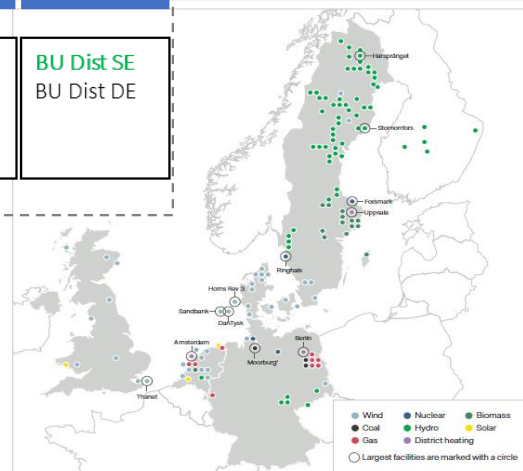 BU Dist SE
BU Dist DE
Harsprånget
Stornorrfors
Forsmark
Uppsala
Ringhals
Horns Rev 3
Sandbank
DanTysk
Amsterdam
Berlin
Moorburg¹
Thanet
Wind
Nuclear
Biomass
Coal
Hydro
Solar
Gas
District heating
Largest facilities are marked with a circle